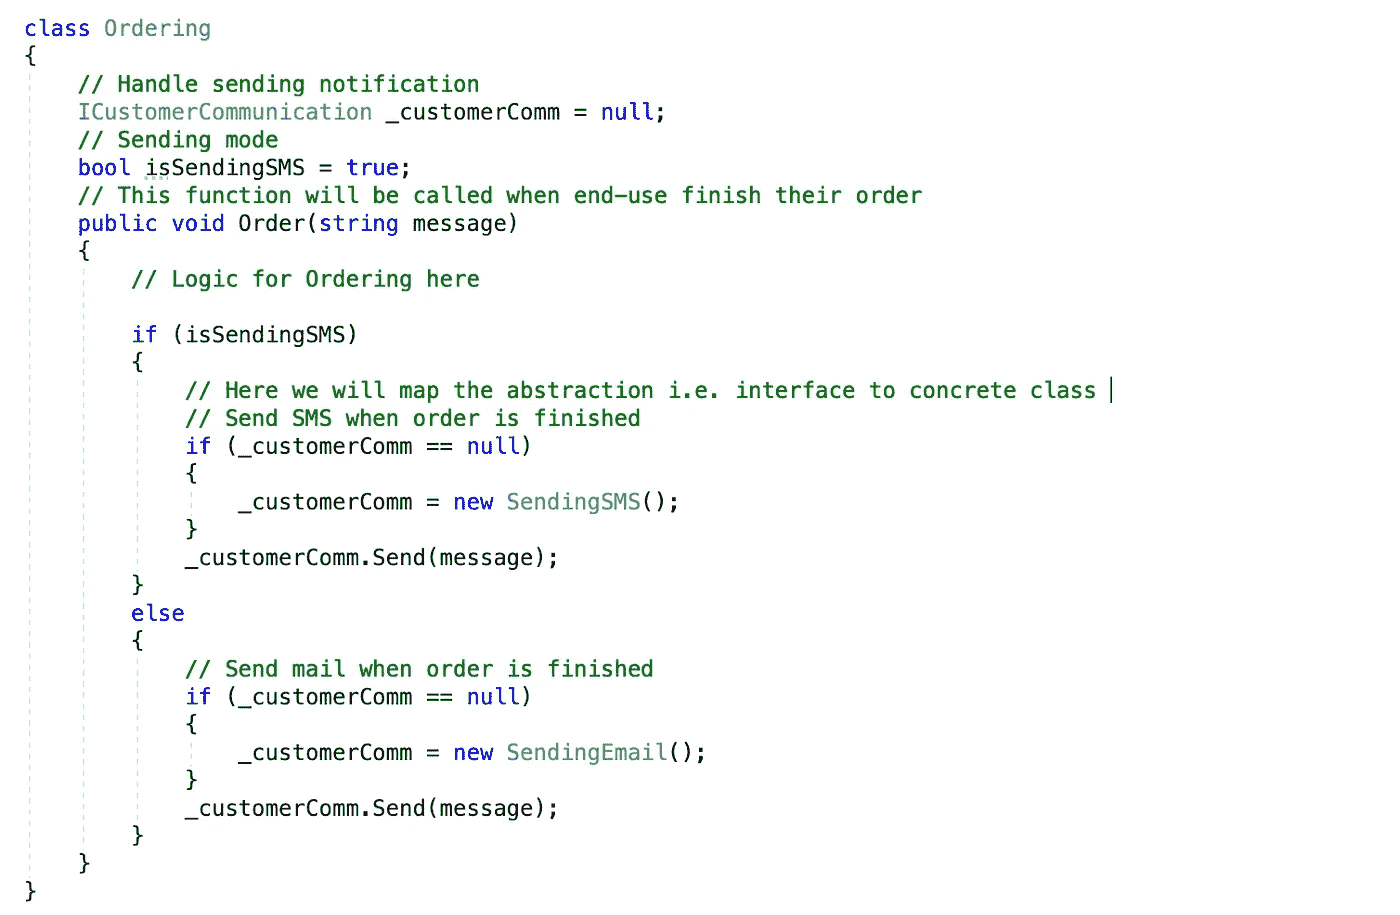 class Ordering
{
// Handle sending notification
ICustomerCommunication _customerComm = null;
// Sending mode
bool isSendingSMS = true;
// This function will be called when end-use finish their order
public void Order(string message)
{
// Logic for Ordering here
if (isSendingSMS)
{
// Here we will map the abstraction i.e. interface to concrete class
// Send SMS when order is finished
if (_customerComm == null)
{
_customerComm = new SendingSMS();
}
_customerComm.Send(message);
}
else
{
// Send mail when order is finished
if (_customerComm == null)
{
_customerComm = new SendingEmail();
}
_customerComm.Send(message);
}
}
}